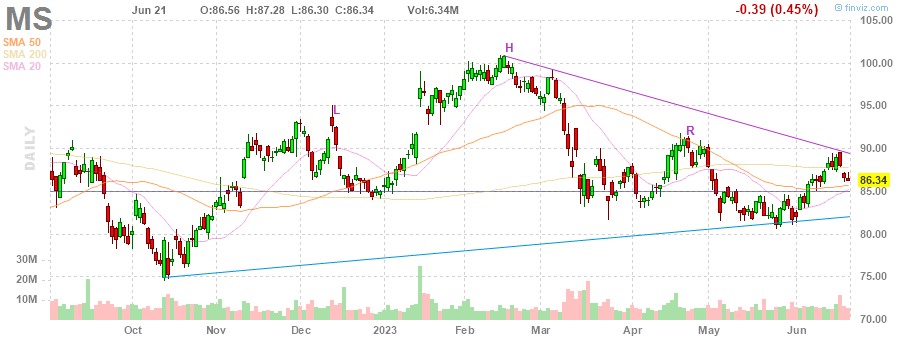 MS Jun 21 O:86.56 H:87.28 L:86.30 C:86.34 Vol:6.34M -0.39 (0.45%) @ finviz.com
SMA 50
SMA 200
SMA 20
DAILY
L
H
R
105.00
100.00
95.00
90.00
86.34
85.00
80.00
75.00
70.00
30M
20M
10M
Oct Nov Dec 2023 Feb Mar Apr May Jun